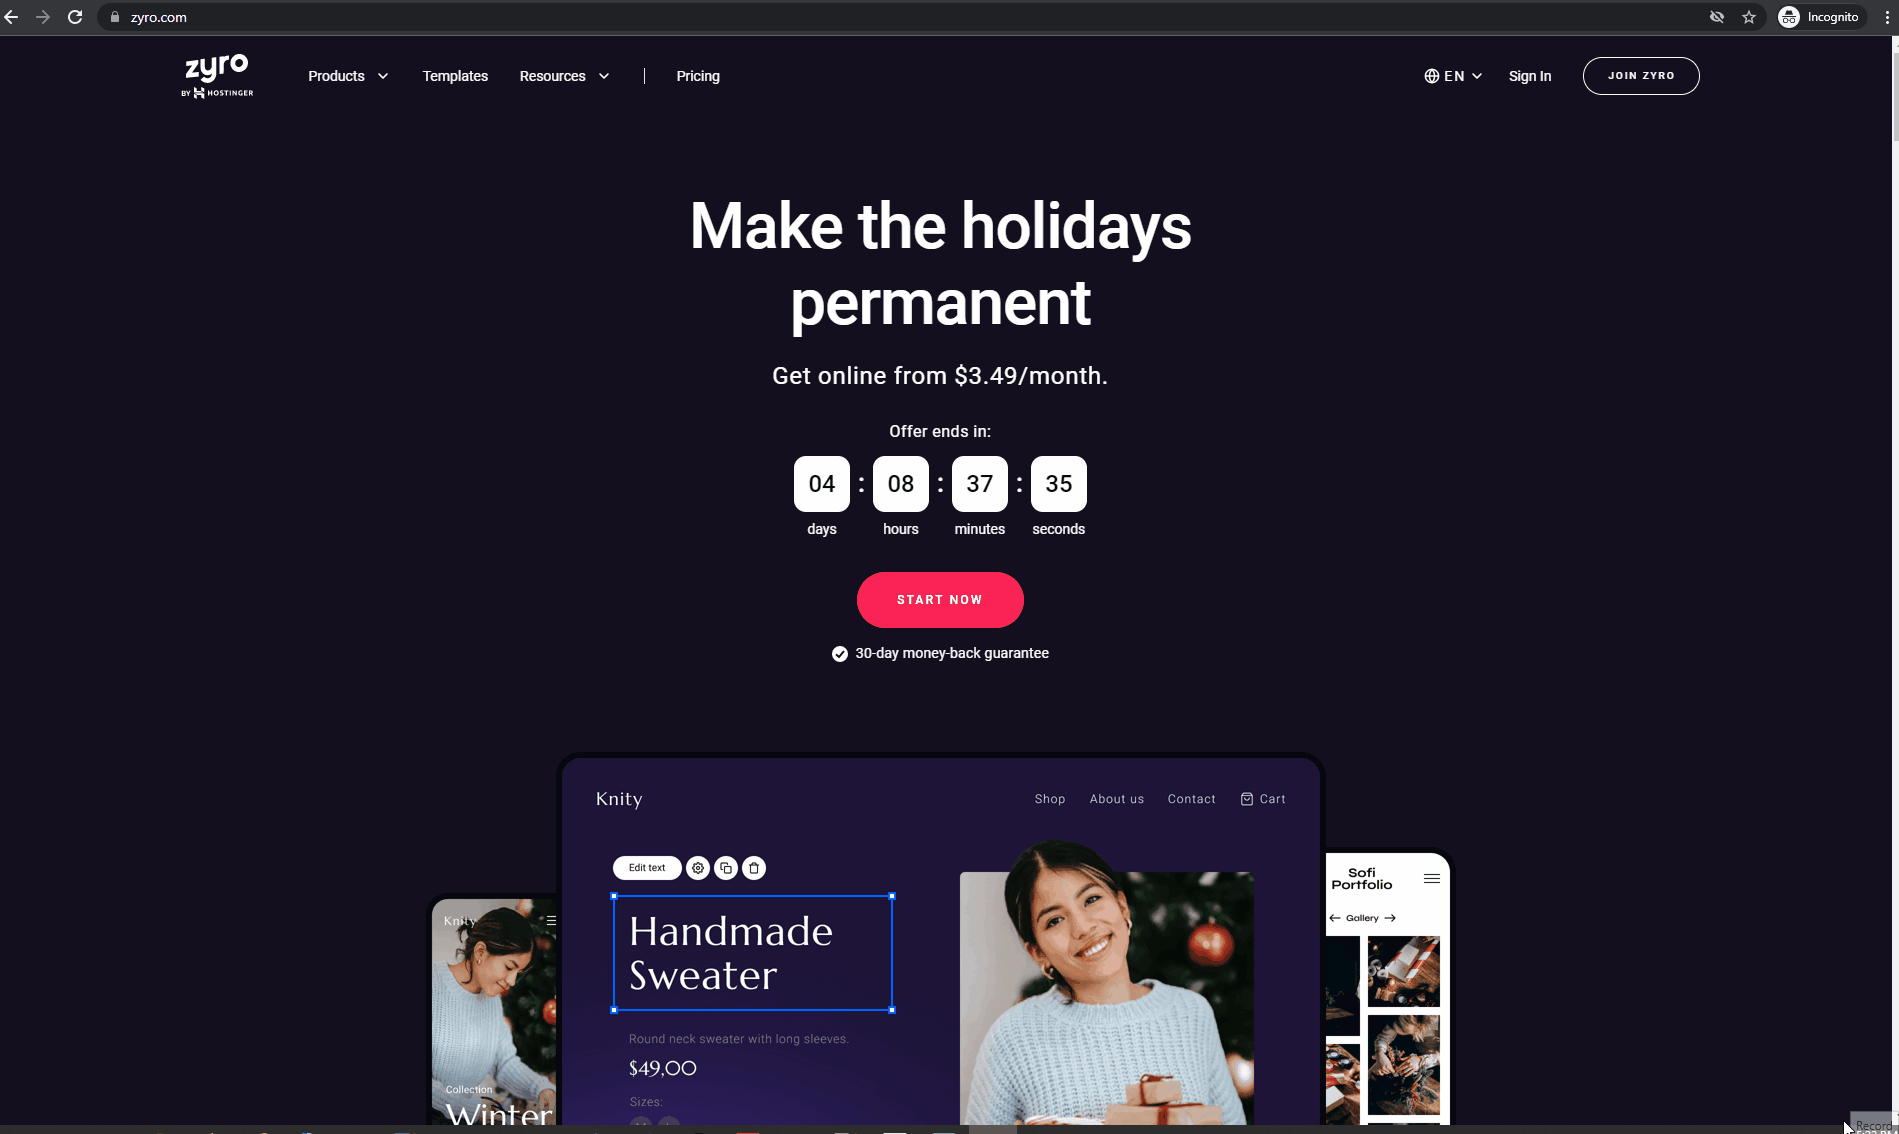 zyro.com
Incognito
zyro
BY HOSTINGER
Products
Templates
Resources
Pricing
EN
Sign In
JOIN ZYRO
Make the holidays
permanent
Get online from $3.49/month.
Offer ends in:
04 : 08 : 37 : 35
days hours minutes seconds
START NOW
30-day money-back guarantee
Knity
Shop About us Contact Cart
Edit text
Handmade
Sweater
Round neck sweater with long sleeves.
$49,00
Sizes:
Knity
Collection
Winter
Sofi
Portfolio
Gallery
Record